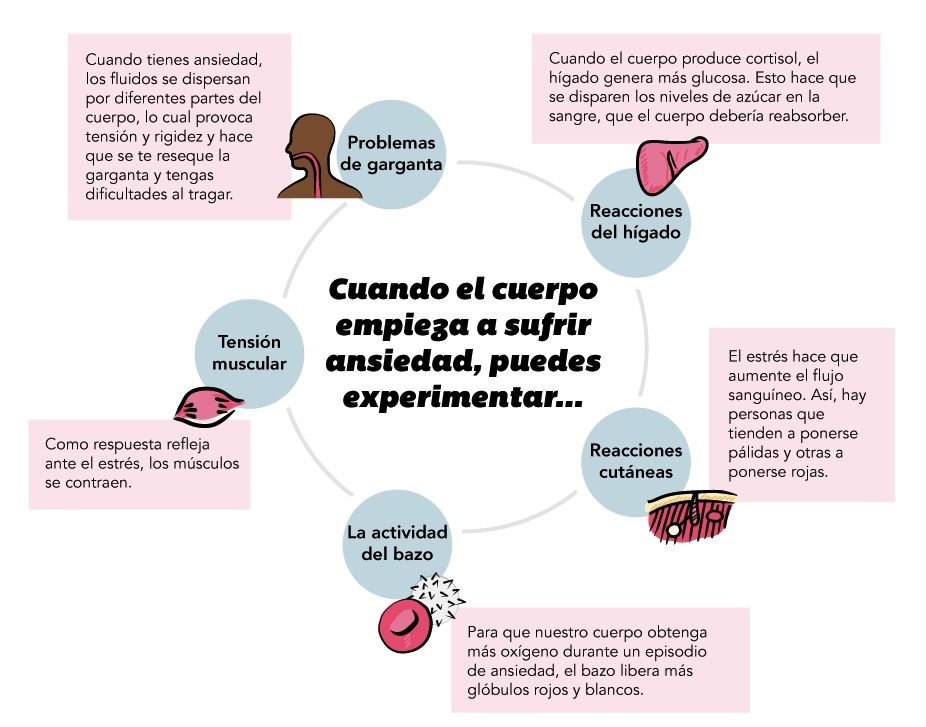 Cuando tienes ansiedad,
los fluidos se dispersan
por diferentes partes del
cuerpo, lo cual provoca
tensión y rigidez y hace
que se te reseque la
garganta y tengas
dificultades al tragar.
Problemas
de garganta
Cuando el cuerpo produce cortisol, el
hígado genera más glucosa. Esto hace que
se disparen los niveles de azúcar en la
sangre, que el cuerpo debería reabsorber.
Reacciones
del hígado
Cuando el cuerpo
empieza a sufrir
ansiedad, puedes
experimentar...
Tensión
muscular
Como respuesta refleja
ante el estrés, los músculos
se contraen.
El estrés hace que
aumente el flujo
sanguíneo. Así, hay
personas que
tienden a ponerse
pálidas y otras a
ponerse rojas.
Reacciones
cutáneas
La actividad
del bazo
Para que nuestro cuerpo obtenga
más oxígeno durante un episodio
de ansiedad, el bazo libera más
glóbulos rojos y blancos.